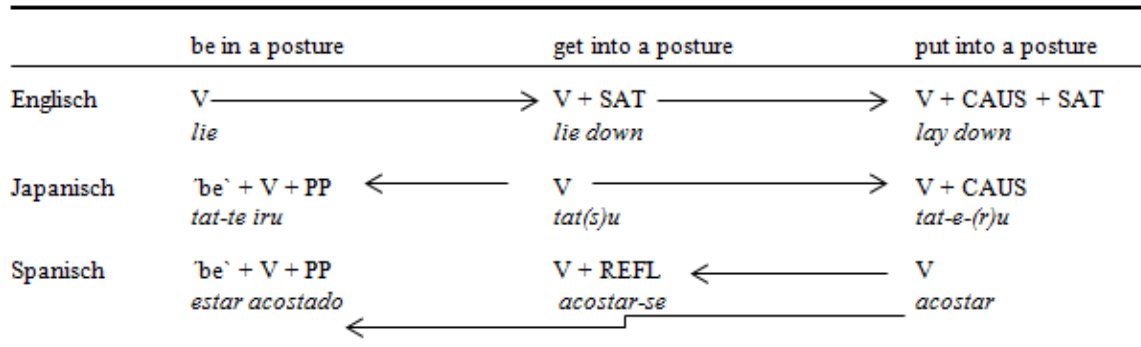 be in a posture get into a posture put into a posture
Englisch V V + SAT V + CAUS + SAT
lie lie down lay down
Japanisch ´be` + V + PP V V + CAUS
tat-te iru tat(s)u tat-e-(r)u
Spanisch ´be` + V + PP V + REFL V
estar acostado acostar-se acostar